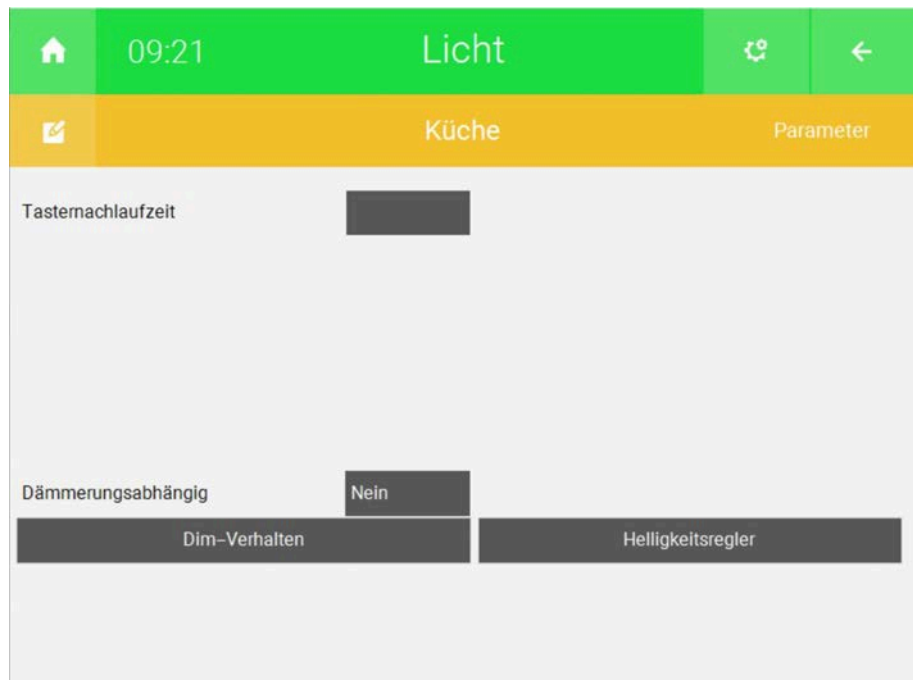 09:21
Licht
Küche
Parameter
Tasternachlaufzeit
Dämmerungsabhängig
Nein
Dim-Verhalten
Helligkeitsregler